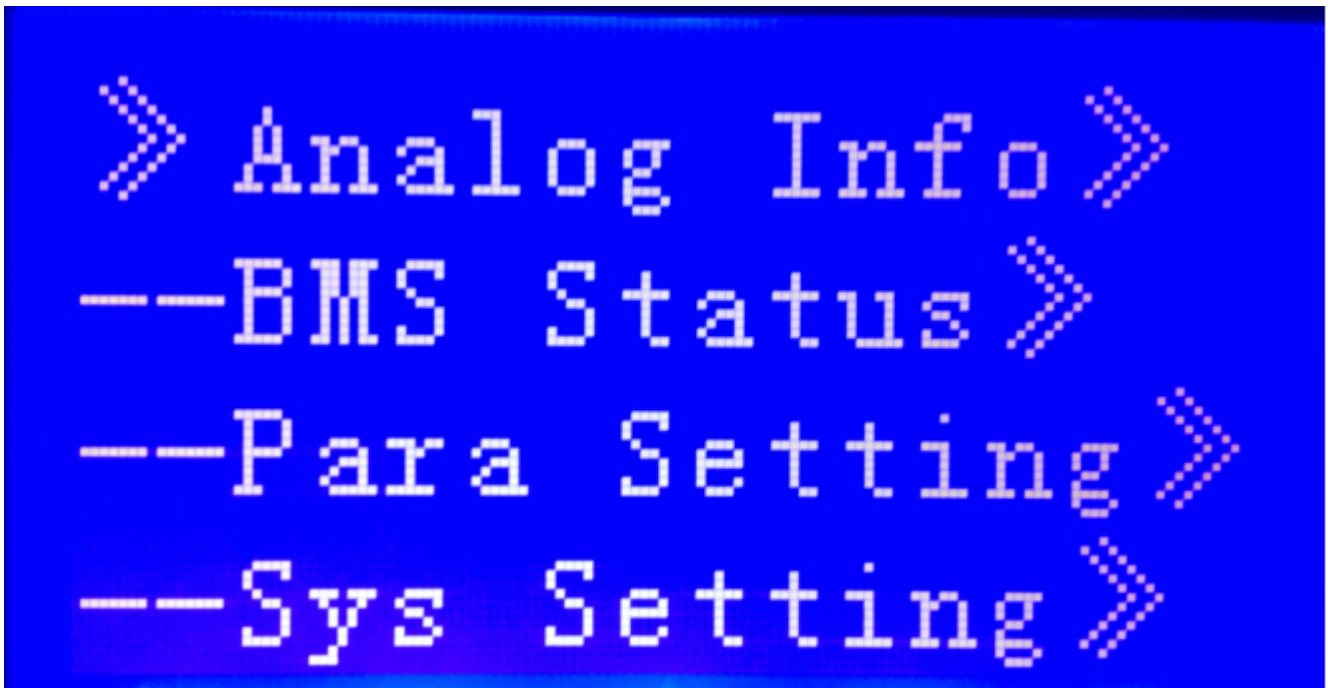 》Analog Info》
——BMS Status》
——Para Setting》
——Sys Setting》